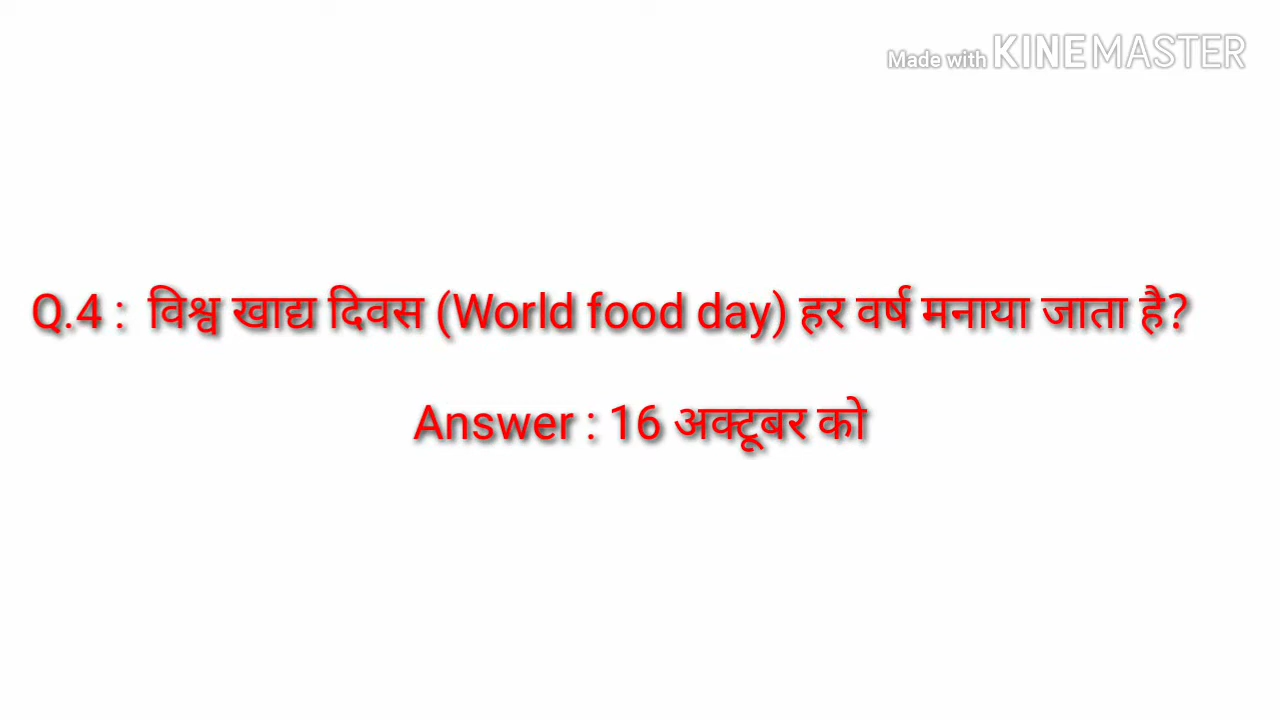 Made with KINEMASTER
Q.4 : विश्व खाद्य दिवस (World food day) हर वर्ष मनाया जाता है?
Answer : 16 अक्टूबर को